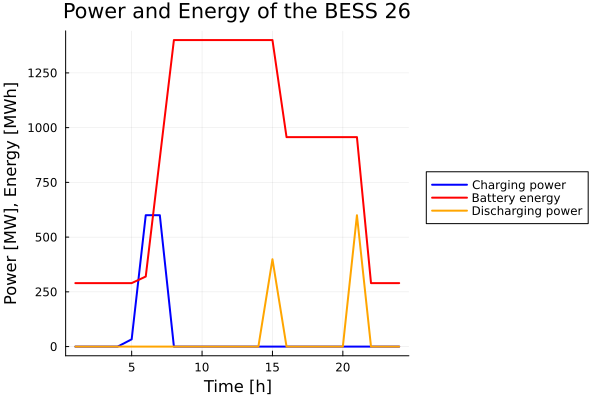 Power and Energy of the BESS 26
Power [MW], Energy [MWh]
1250
1000
750
500
250
0
5
10
15
20
Time [h]
Charging power
Battery energy
Discharging power